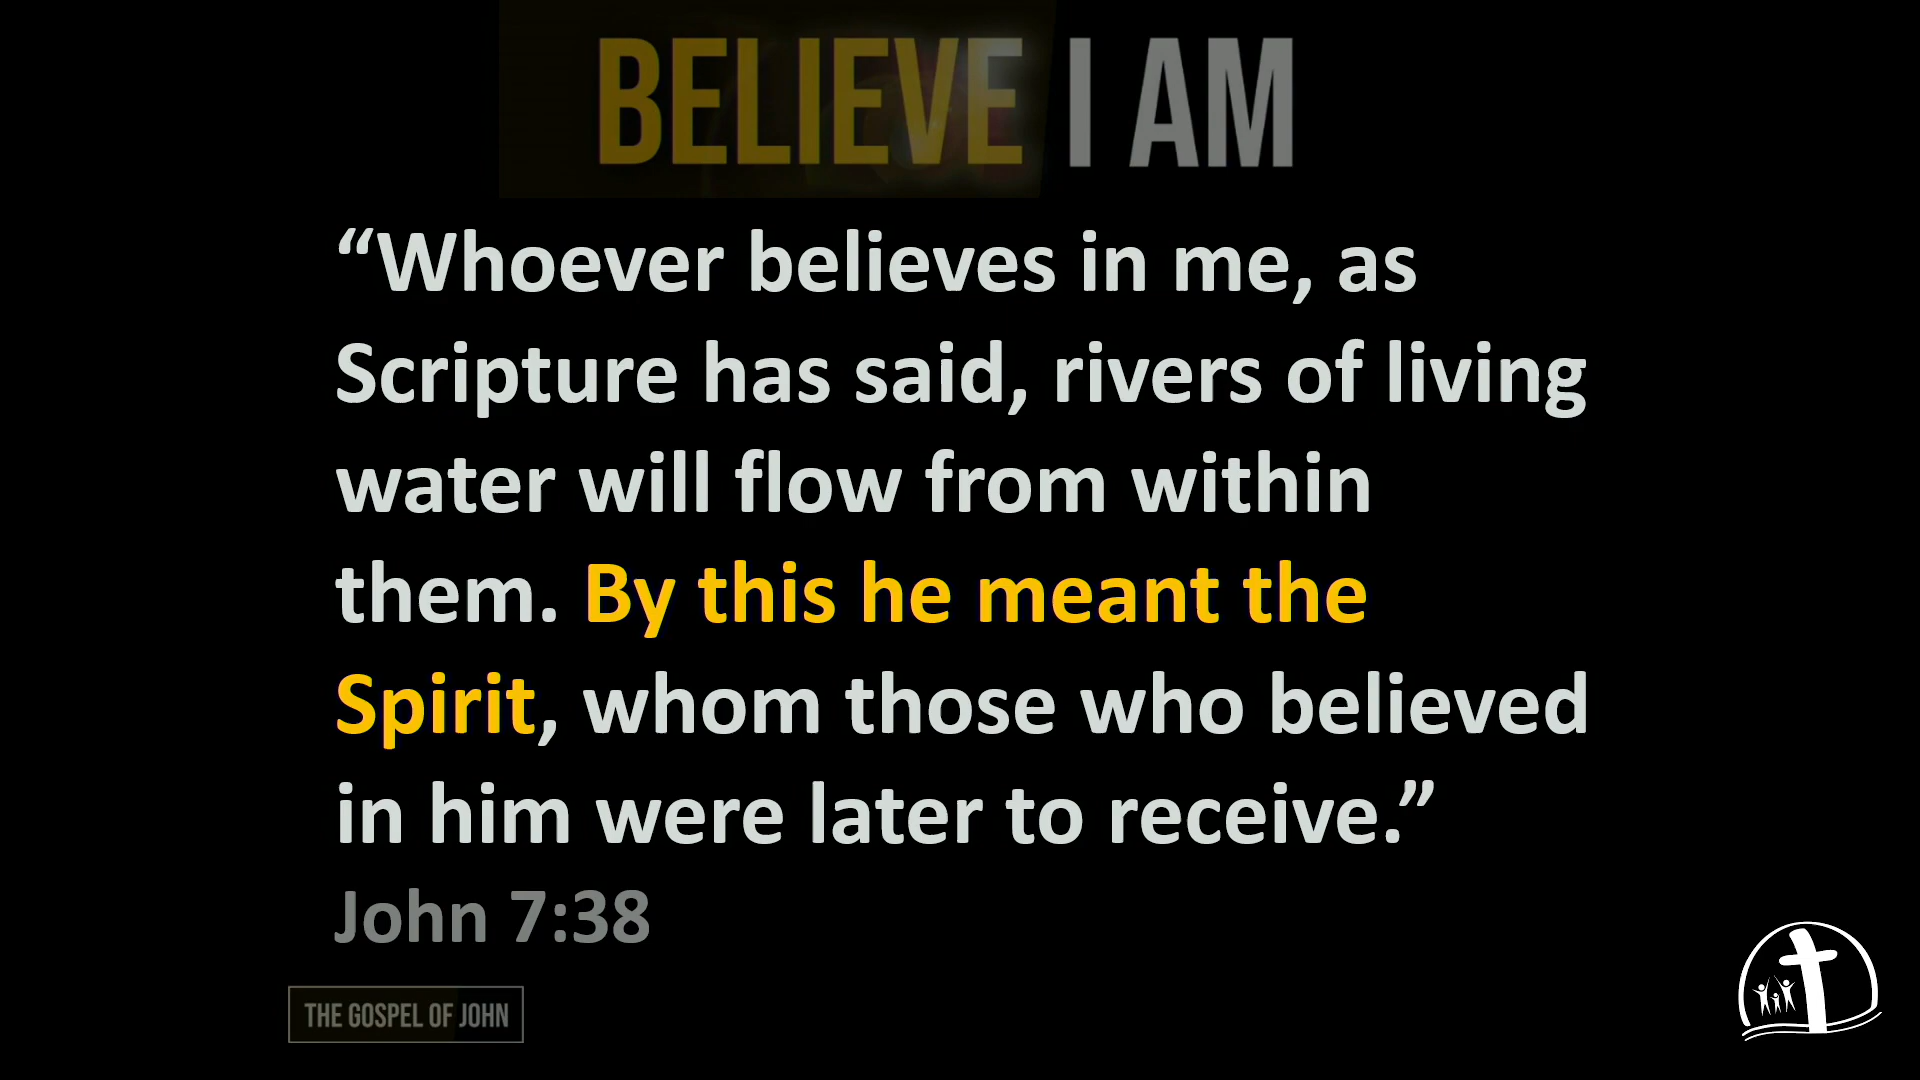 BELIEVE I AM
“Whoever believes in me, as
Scripture has said, rivers of living
water will flow from within
them. By this he meant the
Spirit, whom those who believed
in him were later to receive.”
John 7:38
THE GOSPEL OF JOHN